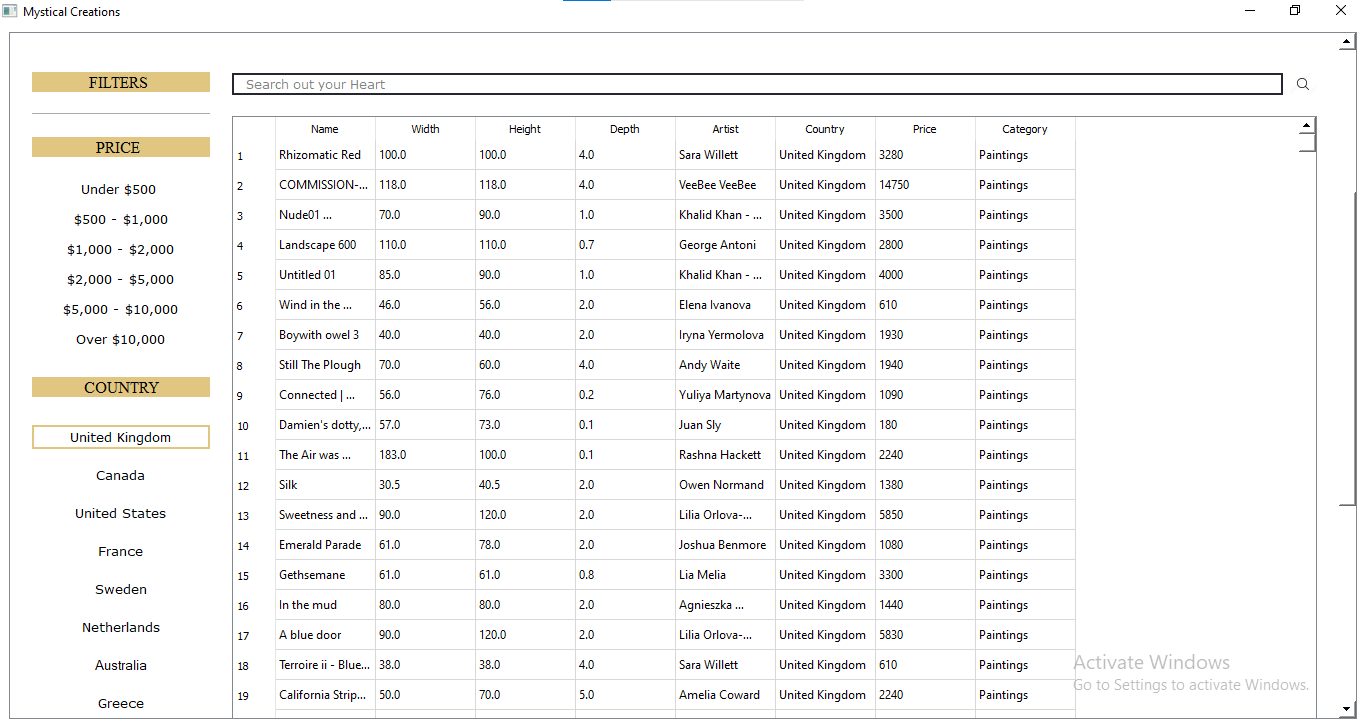 Mystical Creations
FILTERS
Search out your Heart
PRICE
Under $500
$500 - $1,000
$1,000 - $2,000
$2,000 - $5,000
$5,000 - $10,000
Over $10,000
COUNTRY
United Kingdom
Canada
United States
France
Sweden
Netherlands
Australia
Greece
Name Width Height Depth Artist Country Price Category
1 Rhizomatic Red 100.0 100.0 4.0 Sara Willett United Kingdom 3280 Paintings
2 COMMISSION-... 118.0 118.0 4.0 VeeBee VeeBee United Kingdom 14750 Paintings
3 Nude01 ... 70.0 90.0 1.0 Khalid Khan - ... United Kingdom 3500 Paintings
4 Landscape 600 110.0 110.0 0.7 George Antoni United Kingdom 2800 Paintings
5 Untitled 01 85.0 90.0 1.0 Khalid Khan - ... United Kingdom 4000 Paintings
6 Wind in the ... 46.0 56.0 2.0 Elena Ivanova United Kingdom 610 Paintings
7 Boywith owel 3 40.0 40.0 2.0 Iryna Yermolova United Kingdom 1930 Paintings
8 Still The Plough 70.0 60.0 4.0 Andy Waite United Kingdom 1940 Paintings
9 Connected | ... 56.0 76.0 0.2 Yuliya Martynova United Kingdom 1090 Paintings
10 Damien's dotty,... 57.0 73.0 0.1 Juan Sly United Kingdom 180 Paintings
11 The Air was ... 183.0 100.0 0.1 Rashna Hackett United Kingdom 2240 Paintings
12 Silk 30.5 40.5 2.0 Owen Normand United Kingdom 1380 Paintings
13 Sweetness and ... 90.0 120.0 2.0 Lilia Orlova-... United Kingdom 5850 Paintings
14 Emerald Parade 61.0 78.0 2.0 Joshua Benmore United Kingdom 1080 Paintings
15 Gethsemane 61.0 61.0 0.8 Lia Melia United Kingdom 3300 Paintings
16 In the mud 80.0 80.0 2.0 Agnieszka ... United Kingdom 1440 Paintings
17 A blue door 90.0 120.0 2.0 Lilia Orlova-... United Kingdom 5830 Paintings
18 Terroire ii - Blue... 38.0 38.0 4.0 Sara Willett United Kingdom 610 Paintings
19 California Strip... 50.0 70.0 5.0 Amelia Coward United Kingdom 2240 Paintings
Activate Windows
Go to Settings to activate Windows.